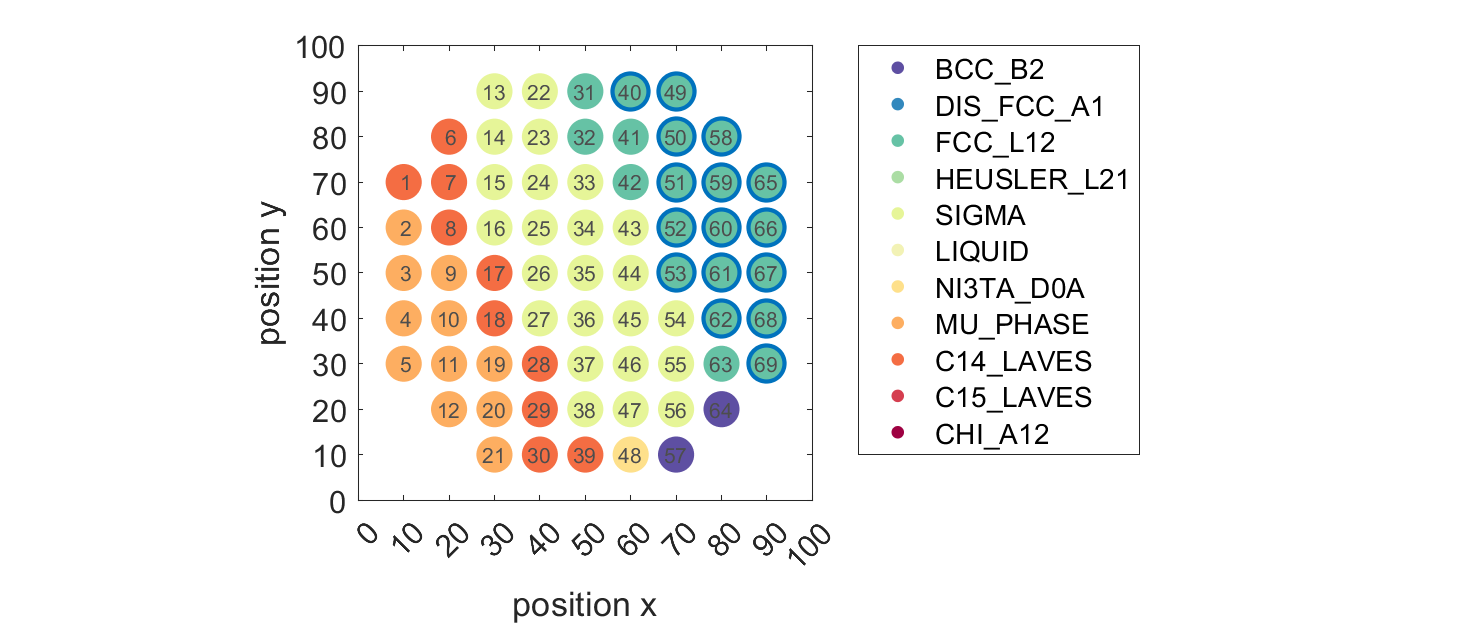 100
90
80
70
60
50
40
30
20
10
0
position y
13 22 31 40 49
6 14 23 32 41 50 58
1 7 15 24 33 42 51 59 65
2 8 16 25 34 43 52 60 66
3 9 17 26 35 44 53 61 67
4 10 18 27 36 45 54 62 68
5 11 19 28 37 46 55 63 69
12 20 29 38 47 56 64
21 30 39 48 57
0 10 20 30 40 50 60 70 80 90 100
position x
BCC_B2
DIS_FCC_A1
FCC_L12
HEUSLER_L21
SIGMA
LIQUID
NI3TA_D0A
MU_PHASE
C14_LAVES
C15_LAVES
CHI_A12